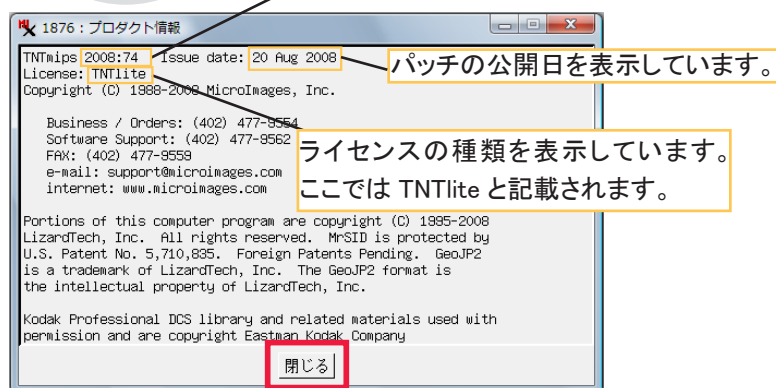 1876：プロダクト情報
TNTmips 2008:74 Issue date: 20 Aug 2008
パッチの公開日を表示しています。
License: TNTlite
Copyright (C) 1988-2008 MicroImages, Inc.
Business / Orders: (402) 477-9554
Software Support: (402) 477-9562
FAX: (402) 477-9559
e-mail: support@microimages.com
internet: www.microimages.com
ライセンスの種類を表示しています。
ここでは TNTlite と記載されます。
Portions of this computer program are copyright (C) 1995-2008
LizardTech, Inc. All rights reserved. MrSID is protected by
U.S. Patent No. 5,710,835. Foreign Patents Pending. GeoJP2
is a trademark of LizardTech, Inc. The GeoJP2 format is
the intellectual property of LizardTech, Inc.
Kodak Professional DCS library and related materials used with
permission and are copyright Eastman Kodak Company
閉じる